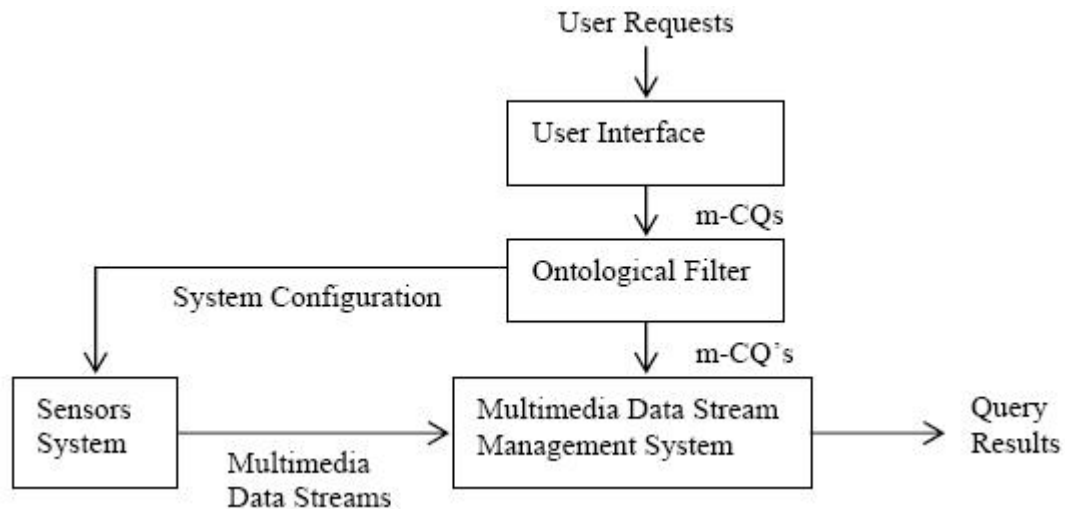 User Requests
User Interface
m-CQs
Ontological Filter
System Configuration
m-CQ’s
Sensors
System
Multimedia Data Stream
Management System
Query
Results
Multimedia
Data Streams